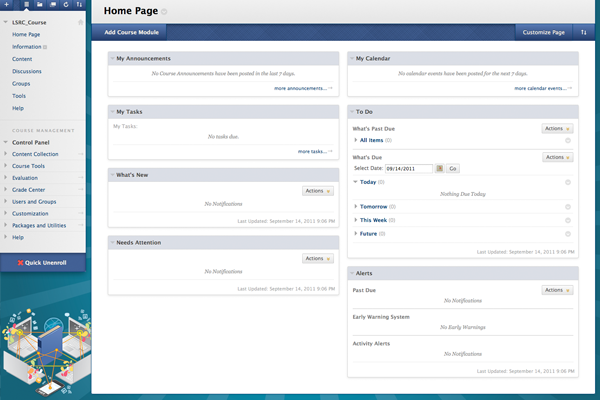 Home Page
Add Course Module
Customize Page
LSRC_Course
Home Page
Information
Content
Discussions
Groups
Tools
Help
COURSE MANAGEMENT
Control Panel
Content Collection
Course Tools
Evaluation
Grade Center
Users and Groups
Customization
Packages and Utilities
Help
Quick Unenroll
My Announcements
No Course Announcements have been posted in the last 7 days.
more announcements...
My Tasks
My Tasks:
No tasks due.
more tasks...
What's New
Actions
No Notifications
Last Updated: September 14, 2011 9:06 PM
Needs Attention
Actions
No Notifications
Last Updated: September 14, 2011 9:06 PM
My Calendar
No calendar events have been posted for the next 7 days.
more calendar events...
To Do
What's Past Due
Actions
All Items (0)
What's Due
Actions
Select Date: 09/14/2011 Go
Today (0)
Nothing Due Today
Tomorrow (0)
This Week (0)
Future (0)
Last Updated: September 14, 2011 9:06 PM
Alerts
Past Due
Actions
No Notifications
Early Warning System
No Early Warnings
Activity Alerts
No Notifications
Last Updated: September 14, 2011 9:06 PM